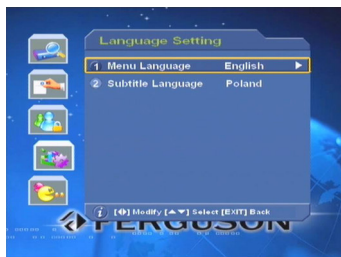 Language Setting
1 Menu Language English
2 Subtitle Language Poland
i [◀▶] Modify [▲▼] Select [EXIT] Back
FERGUSON